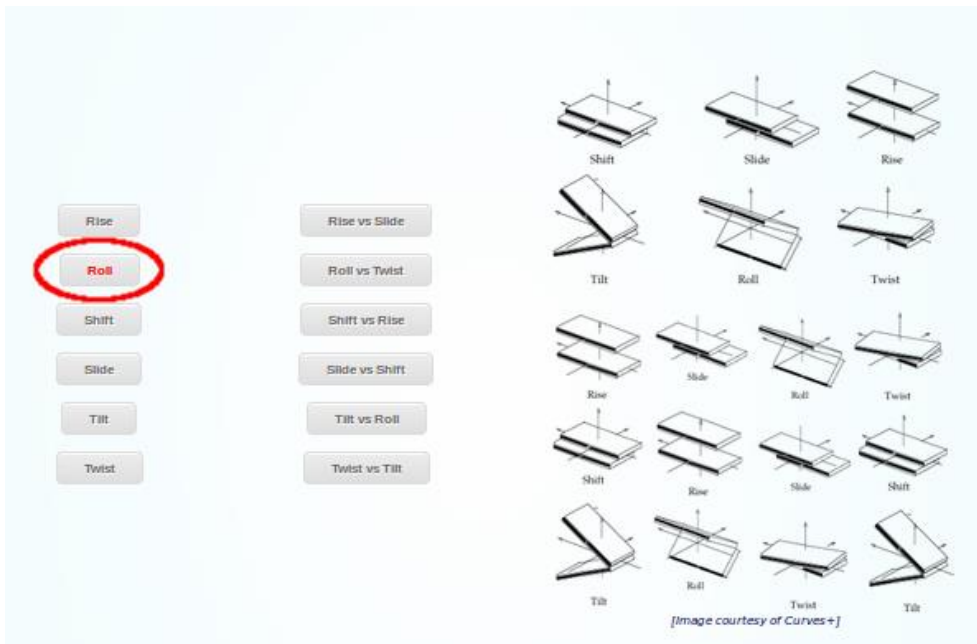 Rise
Roll
Shift
Slide
Tilt
Twist
Rise vs Slide
Roll vs Twist
Shift vs Rise
Slide vs Shift
Tilt vs Roll
Twist vs Tilt
Shift Slide Rise
Tilt Roll Twist
Rise Slide Roll Twist
Shift Rise Slide Shift
Tilt Roll Twist Tilt
[Image courtesy of Curves+]